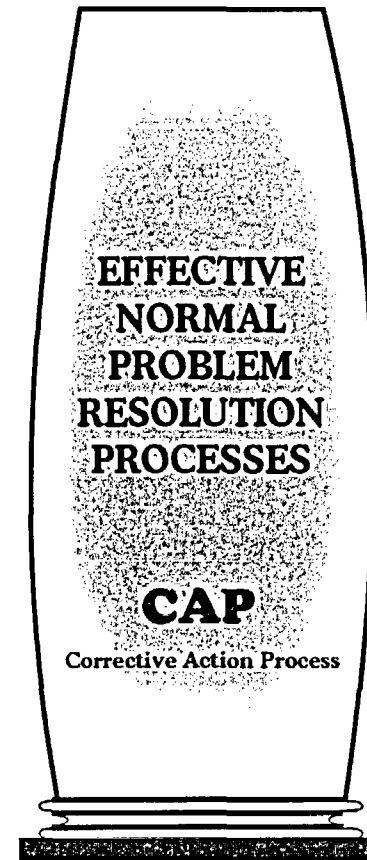 EFFECTIVE
NORMAL
PROBLEM
RESOLUTION
PROCESSES
CAP
Corrective Action Process